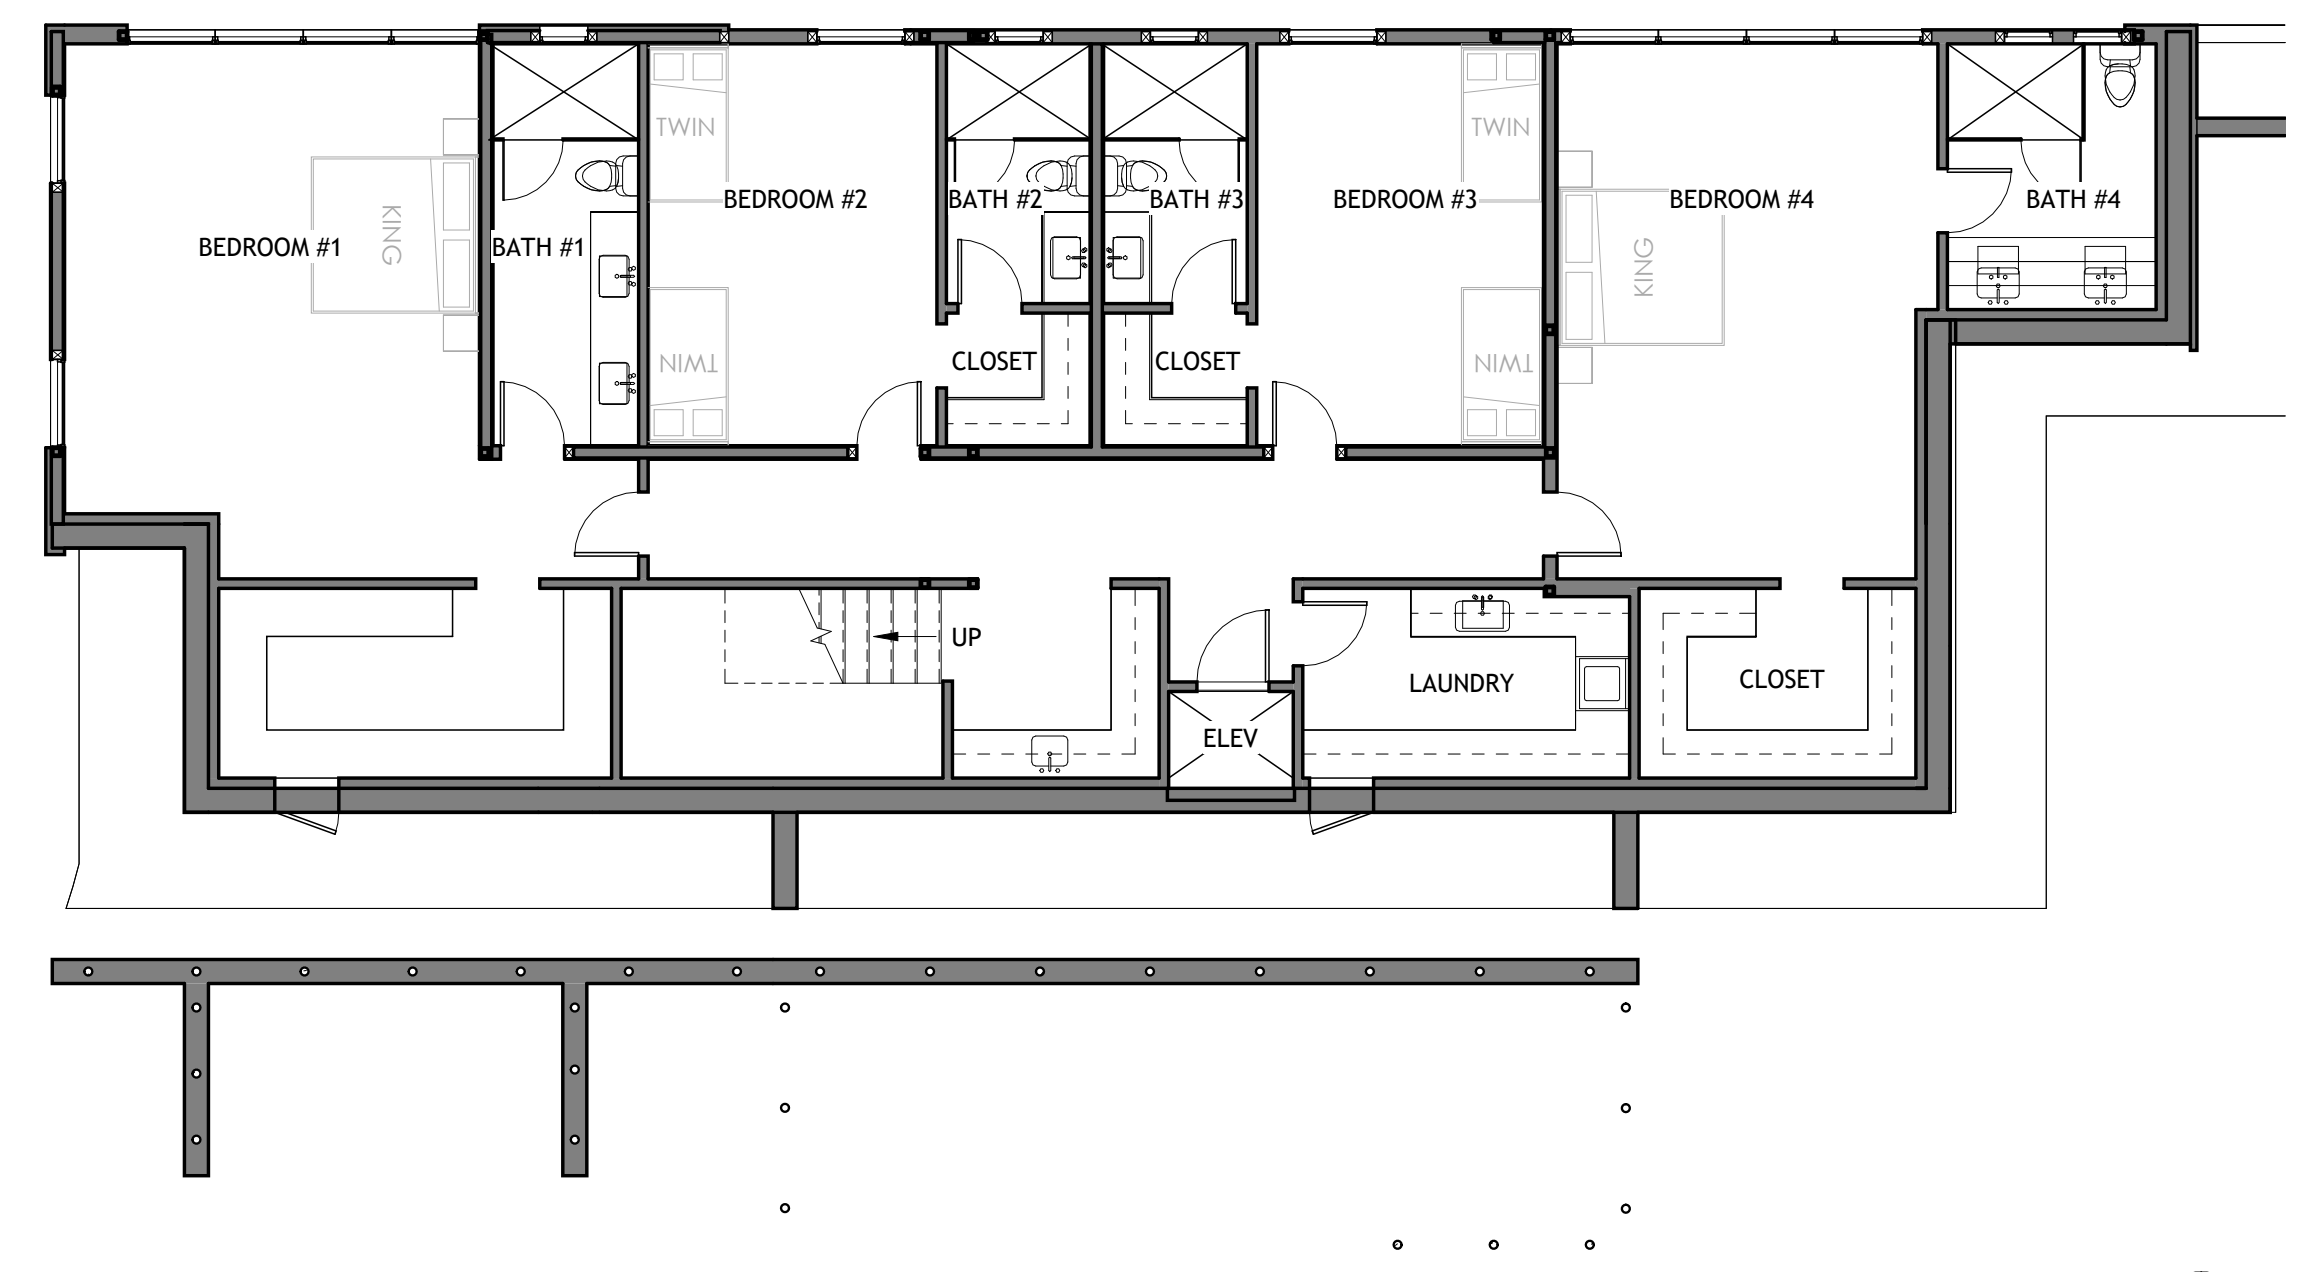 TWIN
TWIN
BEDROOM #2
BATH #2
BATH #3
BEDROOM #3
BEDROOM #4
BATH #4
KING
BEDROOM #1
BATH #1
KING
TWIN
CLOSET
CLOSET
TWIN
UP
LAUNDRY
CLOSET
ELEV